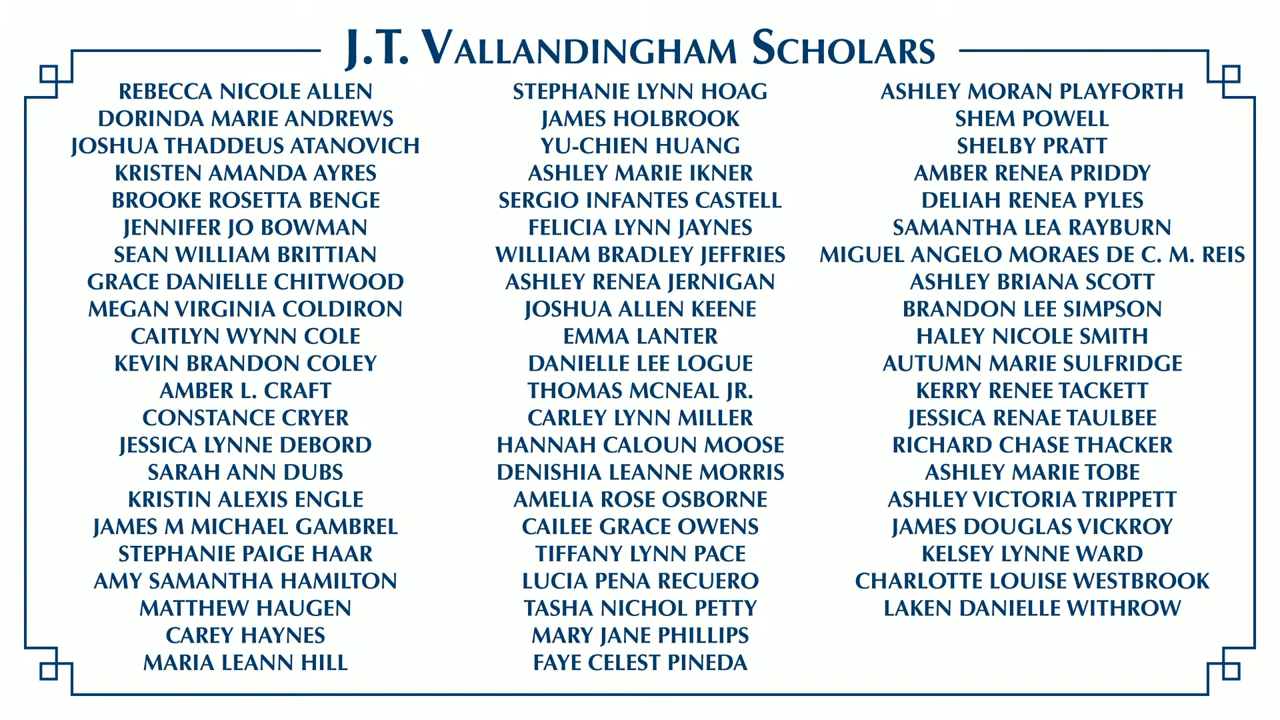 J.T. VALLANDINGHAM SCHOLARS
REBECCA NICOLE ALLEN
DORINDA MARIE ANDREWS
JOSHUA THADDEUS ATANOVICH
KRISTEN AMANDA AYRES
BROOKE ROSETTA BENGE
JENNIFER JO BOWMAN
SEAN WILLIAM BRITTIAN
GRACE DANIELLE CHITWOOD
MEGAN VIRGINIA COLDIRON
CAITLYN WYNN COLE
KEVIN BRANDON COLEY
AMBER L. CRAFT
CONSTANCE CRYER
JESSICA LYNNE DEBORD
SARAH ANN DUBS
KRISTIN ALEXIS ENGLE
JAMES M MICHAEL GAMBREL
STEPHANIE PAIGE HAAR
AMY SAMANTHA HAMILTON
MATTHEW HAUGEN
CAREY HAYNES
MARIA LEANN HILL
STEPHANIE LYNN HOAG
JAMES HOLBROOK
YU-CHIEN HUANG
ASHLEY MARIE IKNER
SERGIO INFANTES CASTELL
FELICIA LYNN JAYNES
WILLIAM BRADLEY JEFFRIES
ASHLEY RENEA JERNIGAN
JOSHUA ALLEN KEENE
EMMA LANTER
DANIELLE LEE LOGUE
THOMAS MCNEAL JR.
CARLEY LYNN MILLER
HANNAH CALOUN MOOSE
DENISHIA LEANNE MORRIS
AMELIA ROSE OSBORNE
CAILEE GRACE OWENS
TIFFANY LYNN PACE
LUCIA PENA RECUERO
TASHA NICHOL PETTY
MARY JANE PHILLIPS
FAYE CELEST PINEDA
ASHLEY MORAN PLAYFORTH
SHEM POWELL
SHELBY PRATT
AMBER RENEA PRIDDY
DELIAH RENEA PYLES
SAMANTHA LEA RAYBURN
MIGUEL ANGELO MORAES DE C. M. REIS
ASHLEY BRIANA SCOTT
BRANDON LEE SIMPSON
HALEY NICOLE SMITH
AUTUMN MARIE SULFRIDGE
KERRY RENEE TACKETT
JESSICA RENAE TAULBEE
RICHARD CHASE THACKER
ASHLEY MARIE TOBE
ASHLEY VICTORIA TRIPPETT
JAMES DOUGLAS VICKROY
KELSEY LYNNE WARD
CHARLOTTE LOUISE WESTBROOK
LAKEN DANIELLE WITHROW